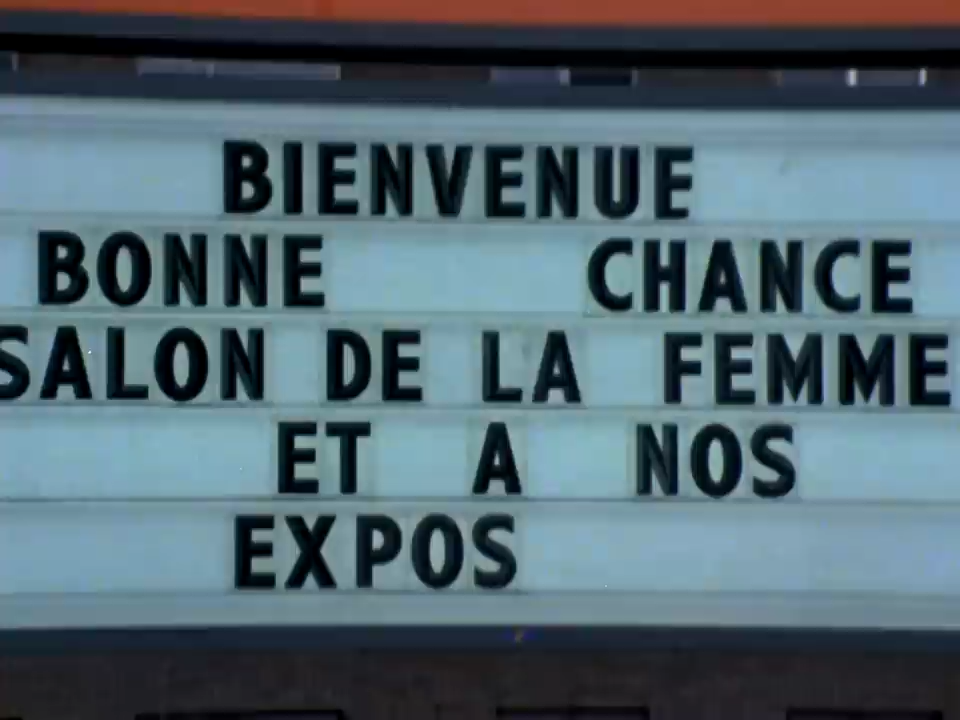 BIENVENUE
BONNE CHANCE
SALON DE LA FEMME
ET A NOS
EXPOS